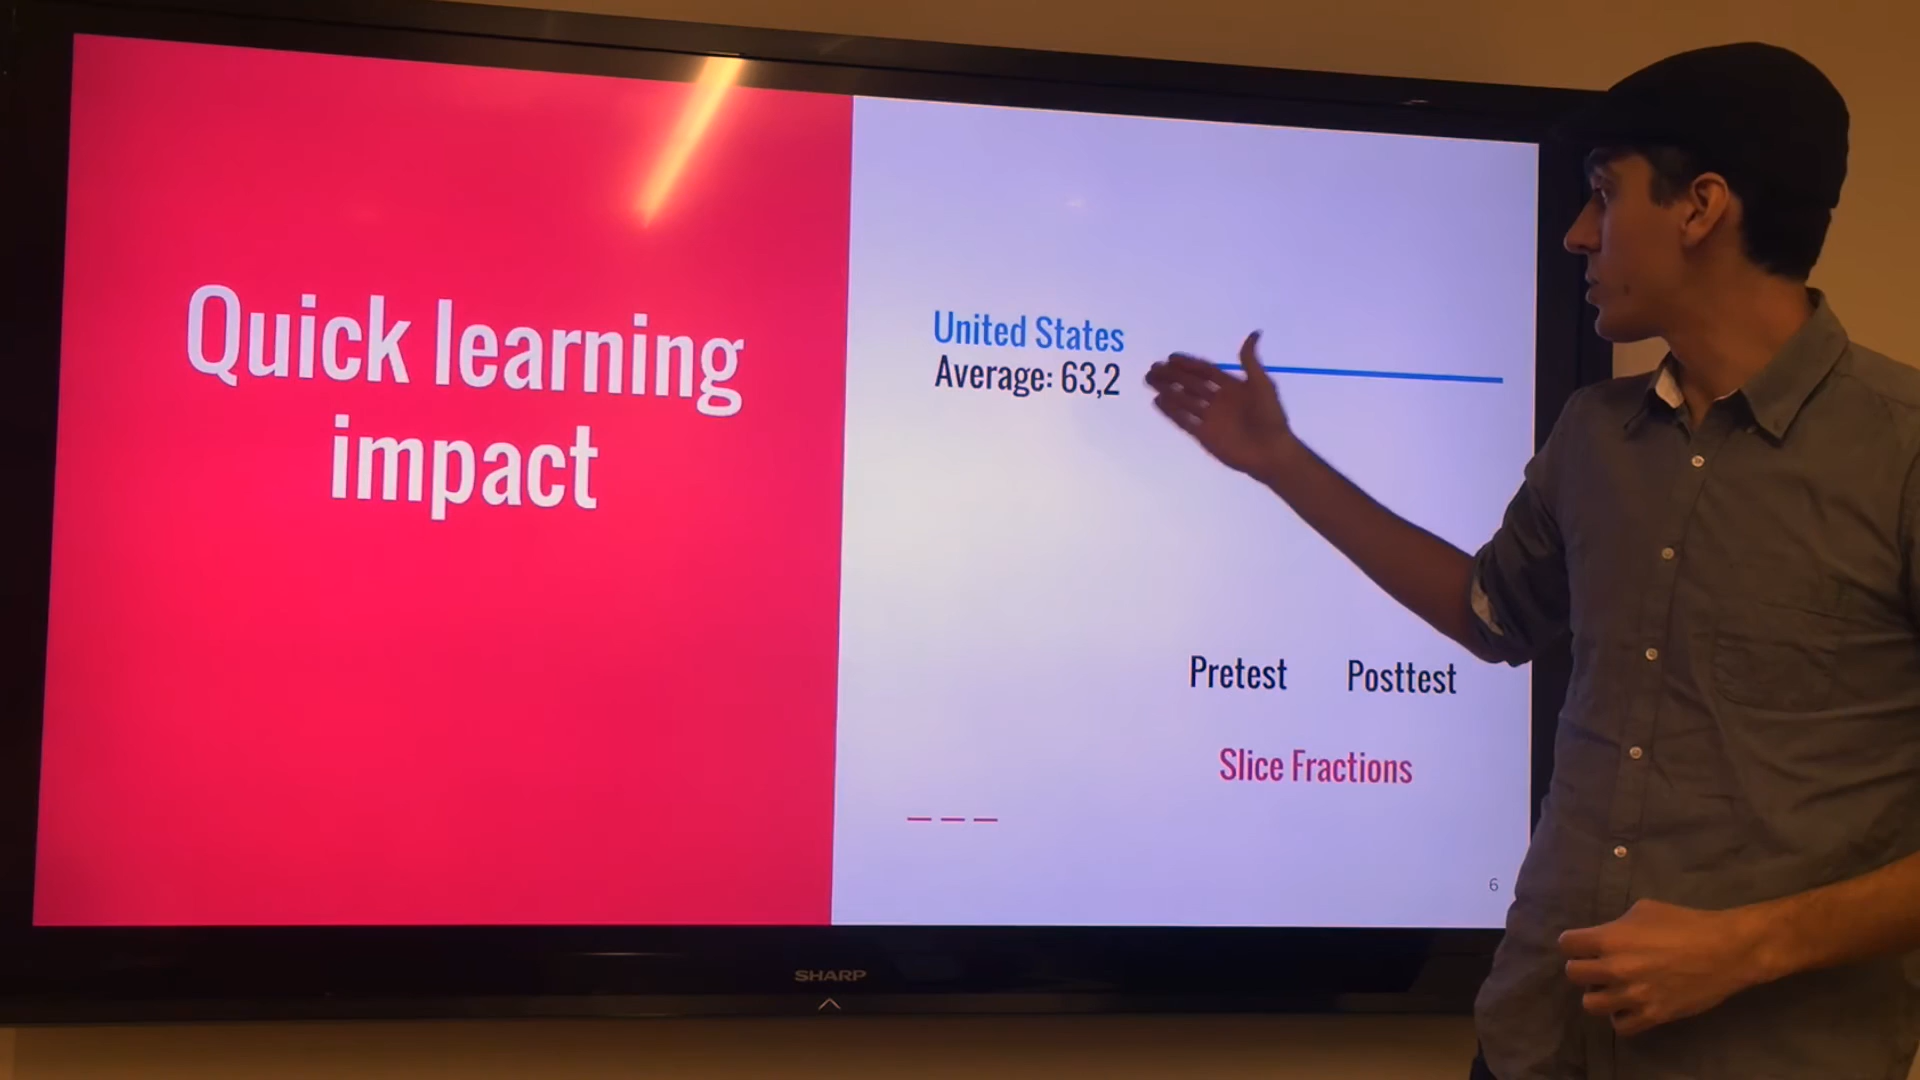 Quick learning
impact
United States
Average: 63,2
Pretest Posttest
Slice Fractions
6
SHARP